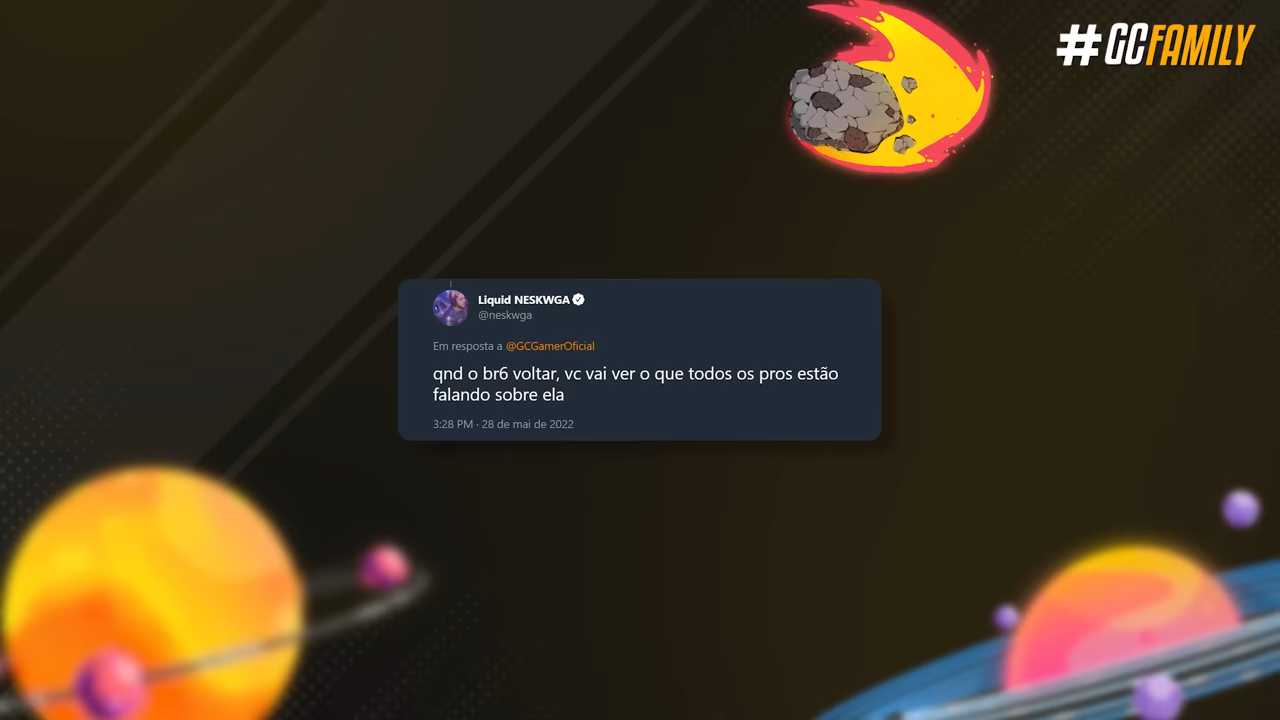 #GCFAMILY
Liquid NESKWGA
@neskwga
Em resposta a @GCGamerOficial
qnd o br6 voltar, vc vai ver o que todos os pros estão
falando sobre ela
3:28 PM · 28 de mai de 2022